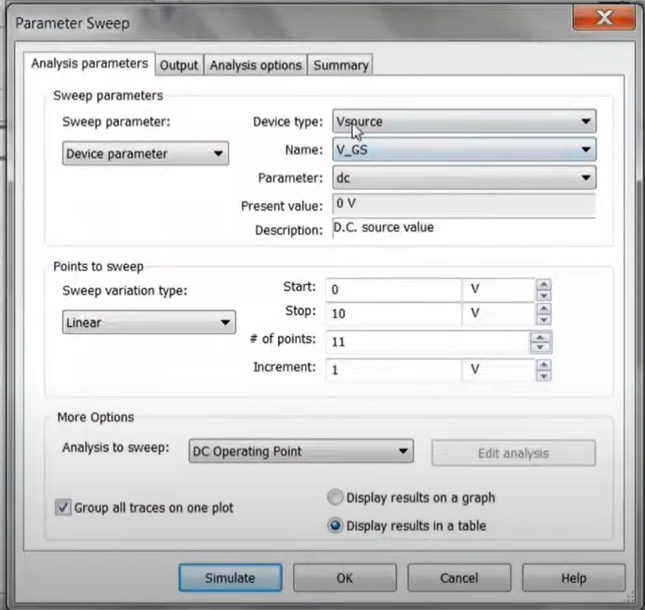 Parameter Sweep
Analysis parameters Output Analysis options Summary
Sweep parameters
Sweep parameter: Device type: Vsource
Device parameter Name: V_GS
Parameter: dc
Present value: 0 V
Description: D.C. source value
Points to sweep
Sweep variation type: Start: 0 V
Linear Stop: 10 V
# of points: 11
Increment: 1 V
More Options
Analysis to sweep: DC Operating Point Edit analysis
Group all traces on one plot Display results on a graph
Display results in a table
Simulate OK Cancel Help